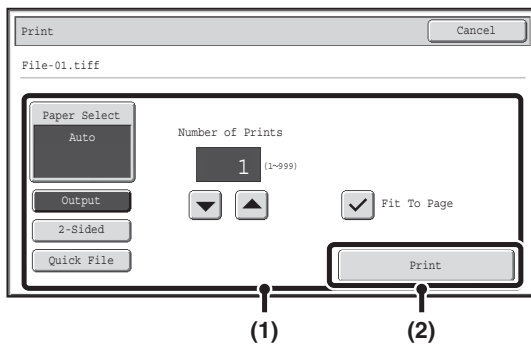 Print
Cancel
File-01.tiff
Paper Select
Auto
Number of Prints
1 (1~999)
Output
Fit To Page
2-Sided
Quick File
Print
(1)
(2)